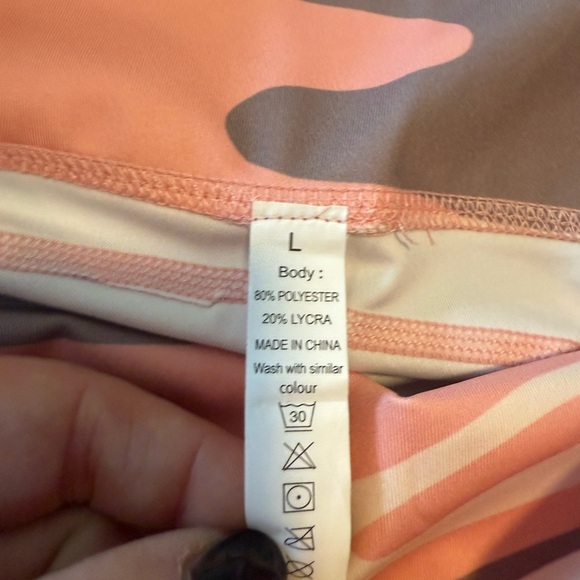 L
Body :
80% POLYESTER
20% LYCRA
MADE IN CHINA
Wash with similar
colour
30